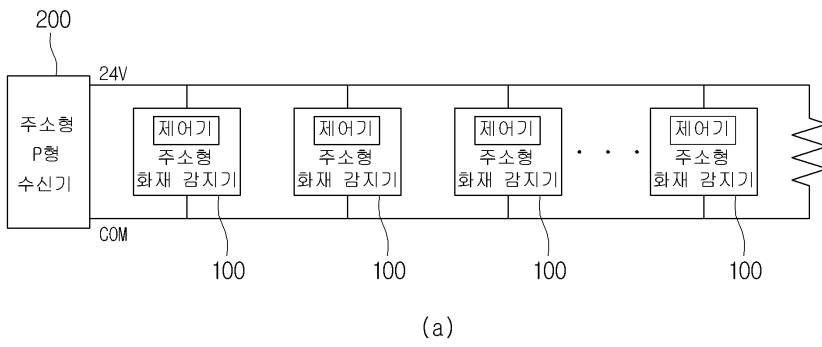 200
24V
주소형
P형
수신기
제어기
주소형
화재 감지기
제어기
주소형
화재 감지기
제어기
주소형
화재 감지기
· · ·
제어기
주소형
화재 감지기
COM
100
100
100
100
(a)